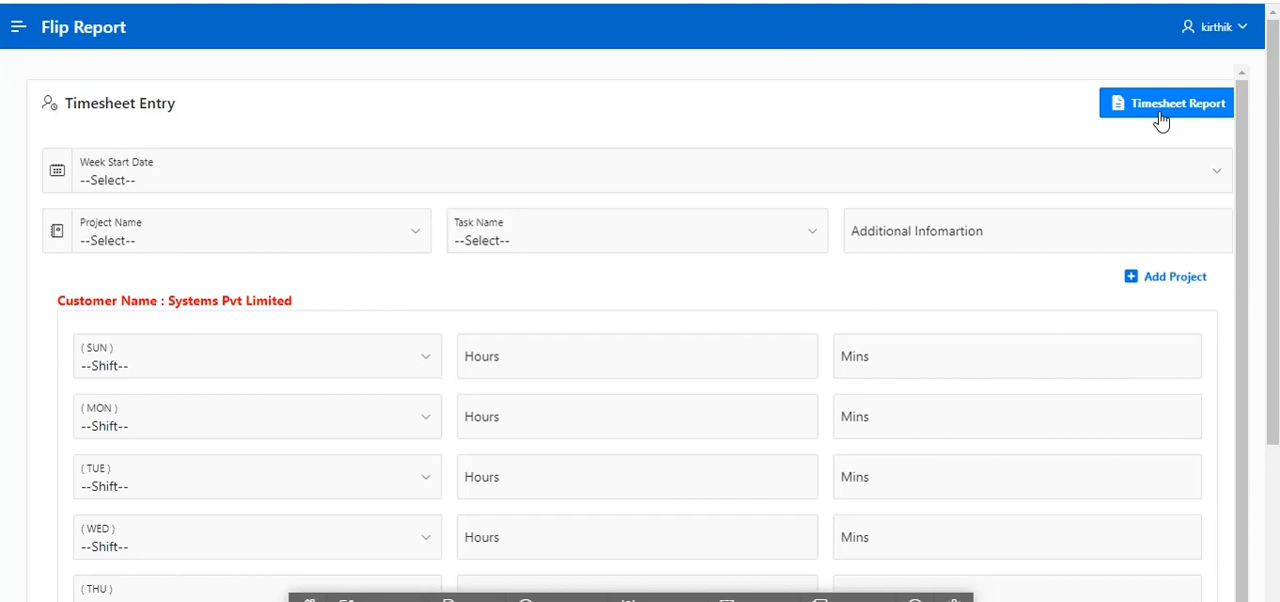 Flip Report
kirthik
Timesheet Entry
Timesheet Report
Week Start Date
--Select--
Project Name
--Select--
Task Name
--Select--
Additional Infomartion
Add Project
Customer Name : Systems Pvt Limited
( SUN )
--Shift--
Hours
Mins
( MON )
--Shift--
Hours
Mins
( TUE )
--Shift--
Hours
Mins
( WED )
--Shift--
Hours
Mins
( THU )